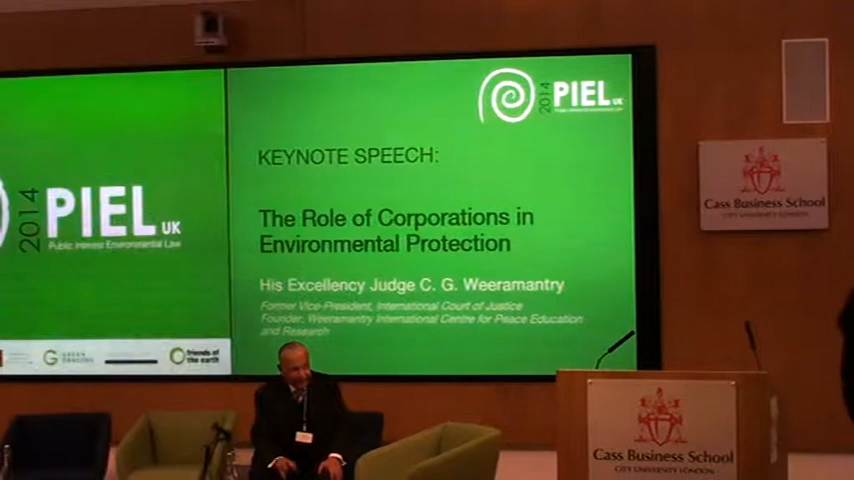 2014
PIEL UK
Public Interest Environmental Law
friends of
the earth
2014
PIEL UK
KEYNOTE SPEECH:
The Role of Corporations in
Environmental Protection
His Excellency Judge C. G. Weeramantry
Former Vice-President, International Court of Justice
Founder, Weeramantry International Centre for Peace Education
and Research
Cass Business School
CITY UNIVERSITY LONDON
Cass Business School
CITY UNIVERSITY LONDON